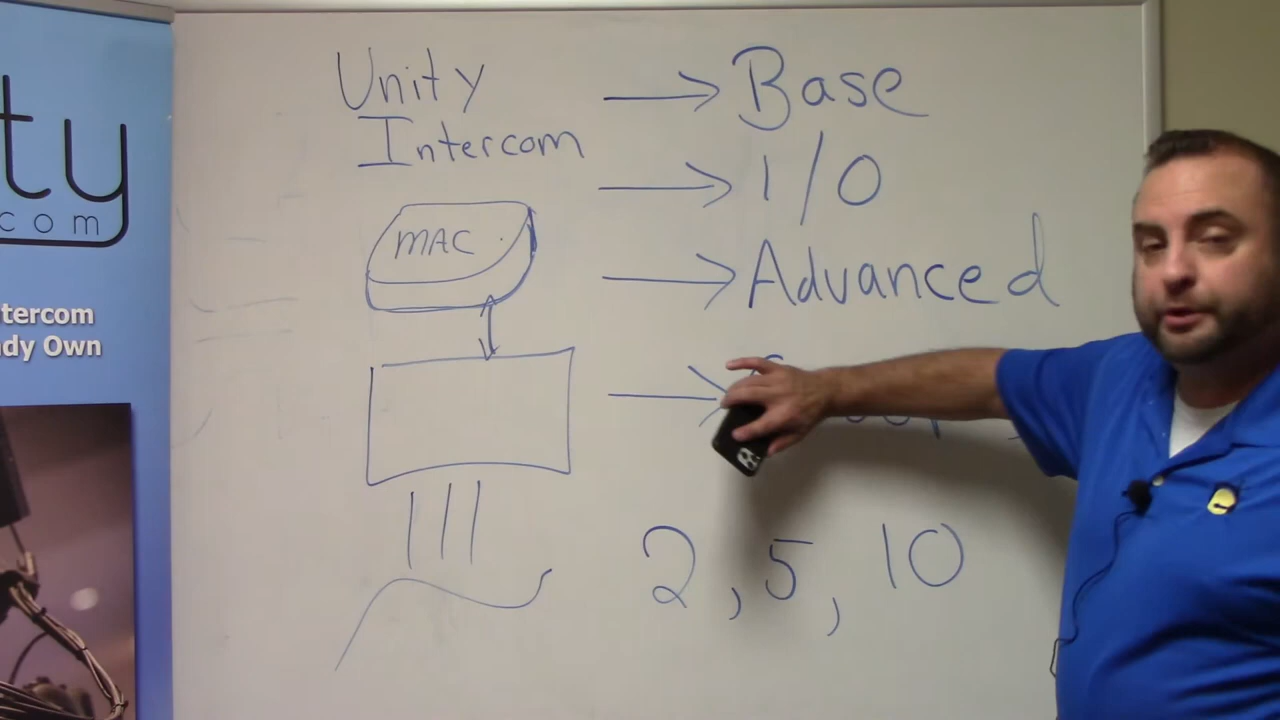 ty
com
tercom
dy Own
Unity
Intercom
MAC
Base
I/O
Advanced
2, 5, 10